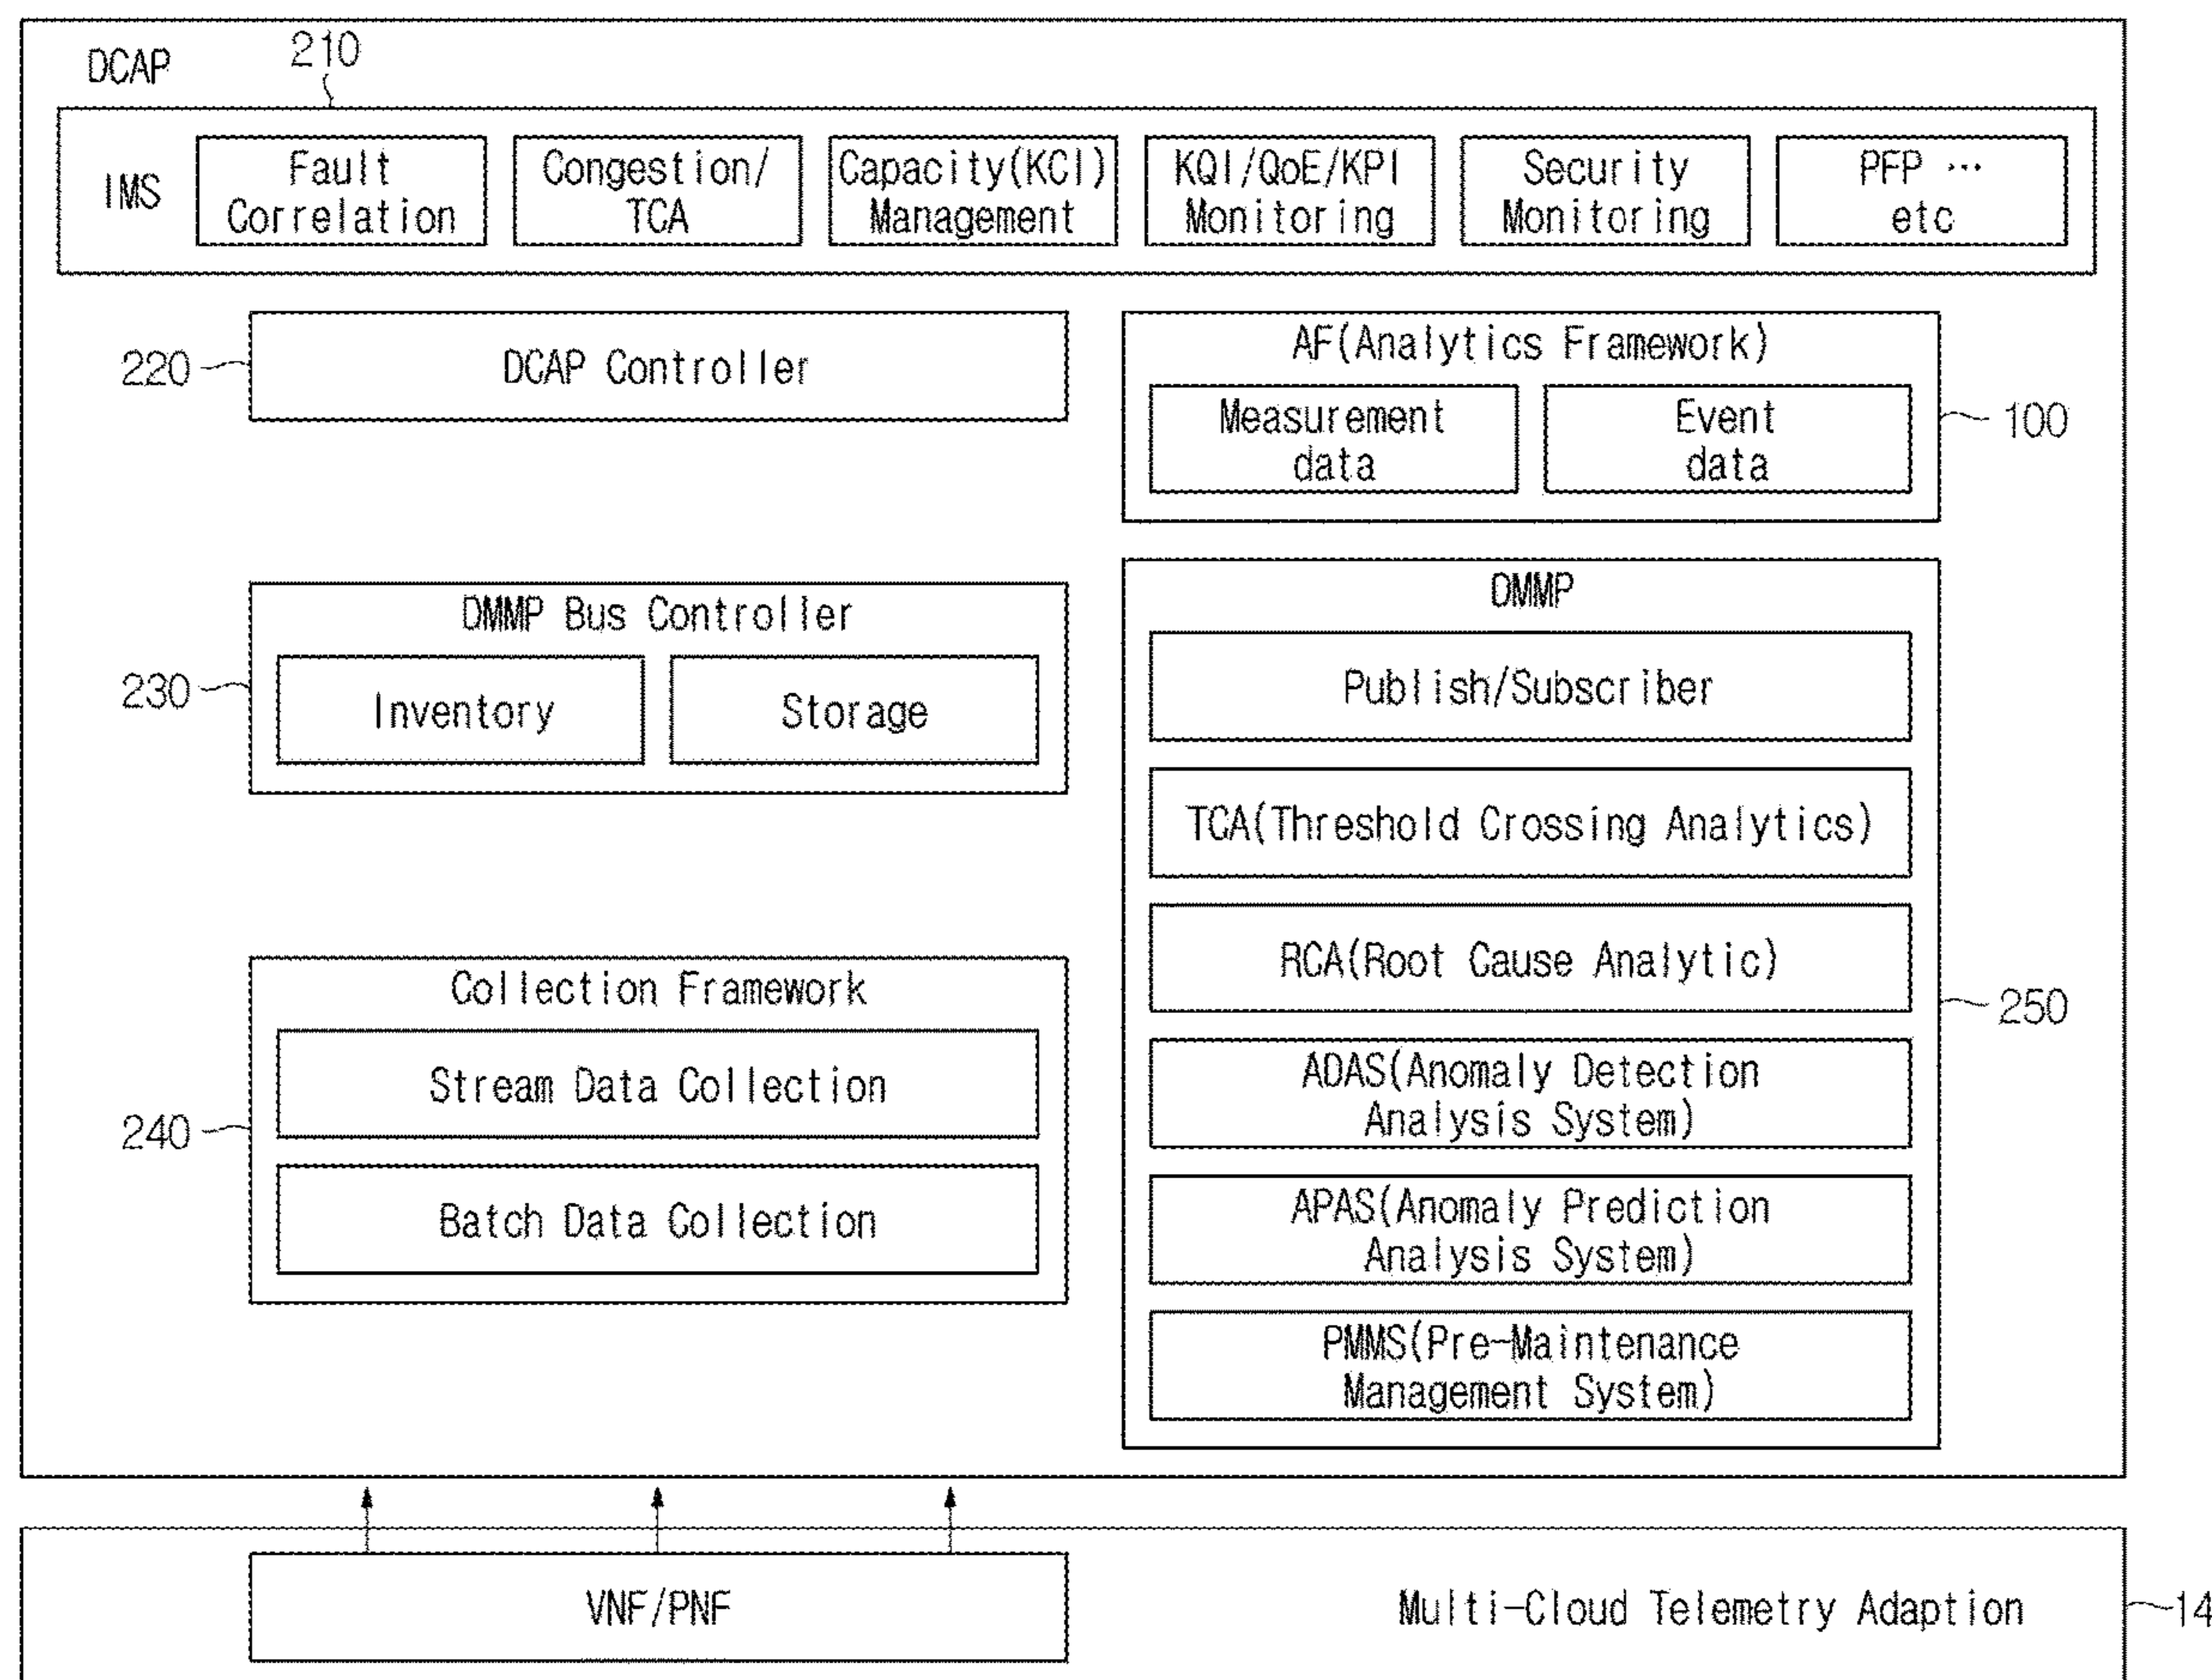 DCAP
210
IMS
Fault
Correlation
Congestion/
TCA
Capacity(KCI)
Management
KQI/QoE/KPI
Monitoring
Security
Monitoring
PFP ···
etc
220
DCAP Controller
AF(Analytics Framework)
Measurement
data
Event
data
100
230
DMMP Bus Controller
Inventory
Storage
240
Collection Framework
Stream Data Collection
Batch Data Collection
DMMP
Publish/Subscriber
TCA(Threshold Crossing Analytics)
RCA(Root Cause Analytic)
ADAS(Anomaly Detection
Analysis System)
APAS(Anomaly Prediction
Analysis System)
PMMS(Pre-Maintenance
Management System)
250
VNF/PNF
Multi-Cloud Telemetry Adaption
14